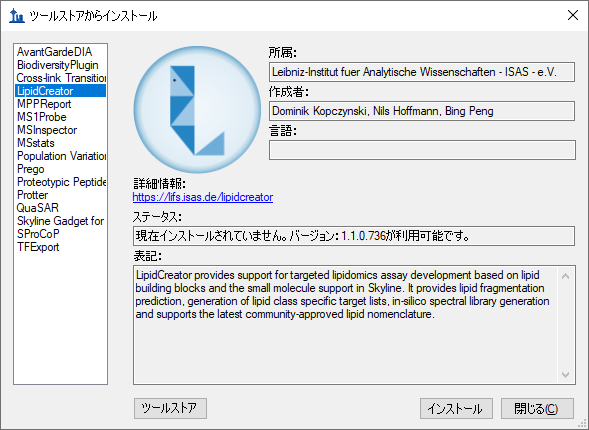 ツールストアからインストール
AvantGardeDIA
BiodiversityPlugin
Cross-link Transition
LipidCreator
MPPReport
MS1Probe
MSInspector
MSstats
Population Variation
Prego
Proteotypic Peptide
Protter
QuaSAR
Skyline Gadget for
SProCoP
TFExport
所属:
Leibniz-Institut fuer Analytische Wissenschaften - ISAS - e.V.
作成者:
Dominik Kopczynski, Nils Hoffmann, Bing Peng
言語:
詳細情報:
https://lifs.isas.de/lipidcreator
ステータス:
現在インストールされていません。バージョン: 1.1.0.736が利用可能です。
表記:
LipidCreator provides support for targeted lipidomics assay development based on lipid
building blocks and the small molecule support in Skyline. It provides lipid fragmentation
prediction, generation of lipid class specific target lists, in-silico spectral library generation
and supports the latest community-approved lipid nomenclature.
ツールストア
インストール
閉じる(C)